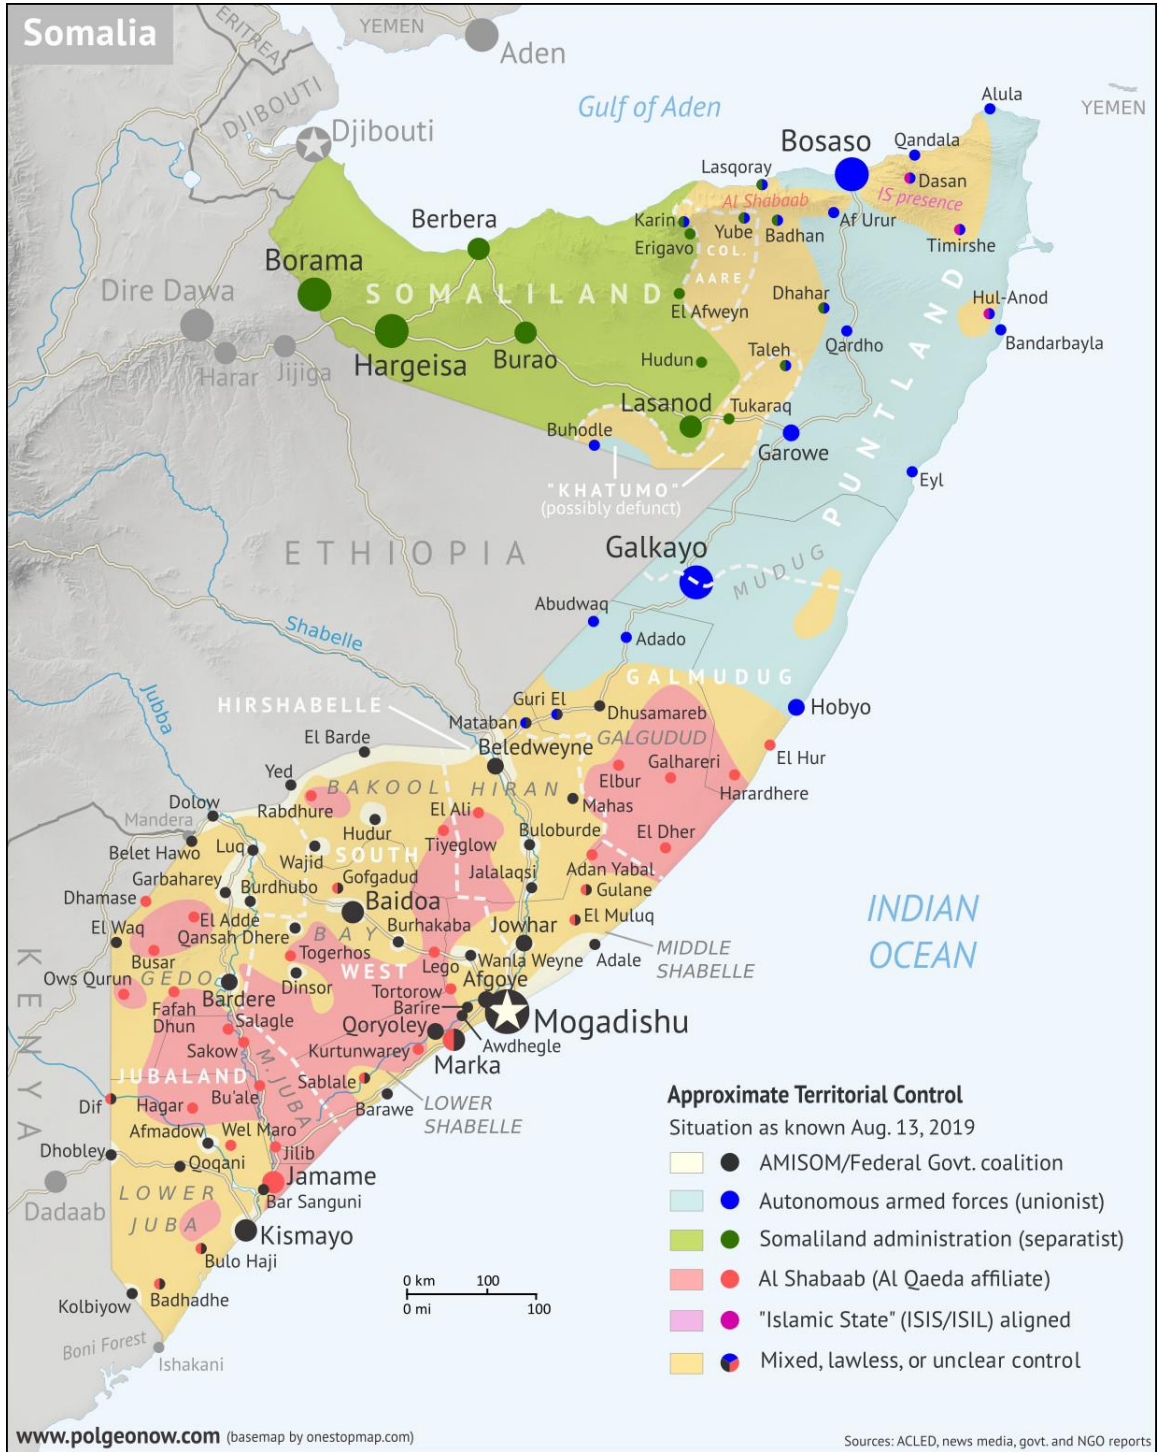 Somalia
ERITREA
YEMEN
Aden
DJIBOUTI
Djibouti
Gulf of Aden
Alula
YEMEN
Bosaso
Qandala
Lasqoray
Dasan
IS presence
Al Shabaab
Berbera
Karin
Yube
Badhan
Af Urur
Erigavo
COL.
AARE
Timirshe
Borama
Dire Dawa
SOMALILAND
El Afweyn
Dhahar
Hul-Anod
Hargeisa
Burao
Hudun
Taleh
Qardho
Bandarbayla
Harar
Jijiga
PUNTLAND
Lasanod
Tukaraq
Buhodle
Garowe
Eyl
"KHATUMO"
(possibly defunct)
ETHIOPIA
Galkayo
MUDUG
Abudwaq
Shabelle
Adado
Jubba
GALMUDUG
HIRSHABELLE
Guri El
Hobyo
Mataban
Dhusamareb
El Barde
Beledweyne
GALGUDUD
El Hur
Yed
BAKOOL
HIRAN
Elbur
Galhareri
Harardhere
Dolow
Rabdhure
El Ali
Mahas
Mandera
Hudur
Tiyeglow
Buloburde
El Dher
Belet Hawo
Luq
Wajid
SOUTH
Jalalaqsi
Adan Yabal
Garbaharey
Burdhubo
Gofgadud
Gulane
Dhamase
Baidoa
El Adde
El Waq
Qansah Dhere
BAY
Burhakaba
Jowhar
El Muluq
INDIAN
OCEAN
KENYA
Busar
Togerhos
WEST
Lego
Wanla Weyne
Adale
MIDDLE
SHABELLE
Ows Qurun
GEDO
Bardere
Dinsor
Tortorow
Afgoye
Fafah
Dhun
Salagle
Barire
Mogadishu
Qoryoley
Sakow
Kurtunwarey
Awdhegle
Marka
JUBALAND
M. JUBA
Bu'ale
Sablale
Dif
Hagar
Barawe
LOWER
SHABELLE
Afmadow
Wel Maro
Dhobley
Qoqani
Jilib
Jamame
Dadaab
LOWER
JUBA
Bar Sanguni
Kismayo
Bulo Haji
Kolbiyow
Badhadhe
Boni Forest
Ishakani
0 km 100
0 mi 100
Approximate Territorial Control
Situation as known Aug. 13, 2019
AMISOM/Federal Govt. coalition
Autonomous armed forces (unionist)
Somaliland administration (separatist)
Al Shabaab (Al Qaeda affiliate)
"Islamic State" (ISIS/ISIL) aligned
Mixed, lawless, or unclear control
www.polgeonow.com (basemap by onestopmap.com)
Sources: ACLED, news media, govt. and NGO reports